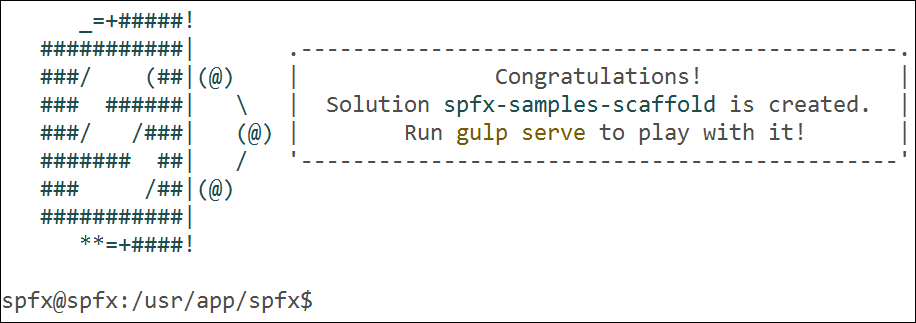 _=+#####!
   ###########|       .----------------------------------------------.
   ###/    (##|(@)    |               Congratulations!               |
   ###  ######|   \   |  Solution spfx-samples-scaffold is created.  |
   ###/   /###|   (@) |        Run gulp serve to play with it!       |
   #######  ##|   /   '----------------------------------------------'
   ###     /##|(@)
   ###########|
      **=+####!
spfx@spfx:/usr/app/spfx$